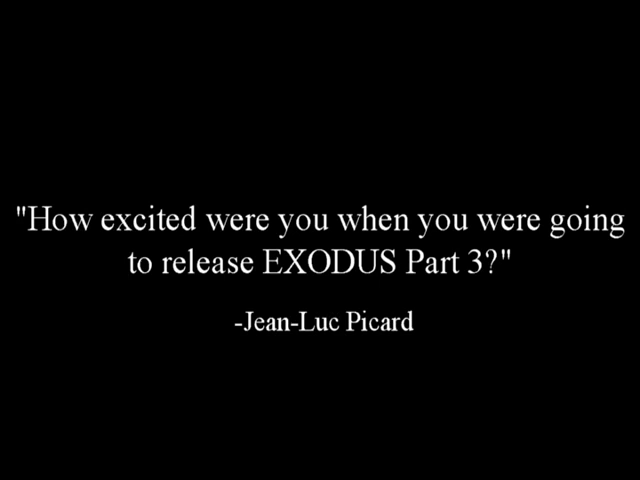 "How excited were you when you were going
to release EXODUS Part 3?"
-Jean-Luc Picard